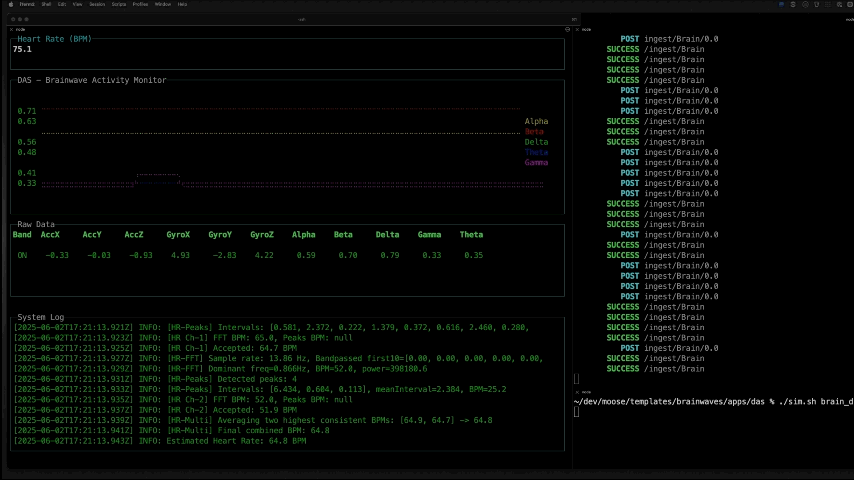 iTerm2 Shell Edit View Session Scripts Profiles Window Help
node
Heart Rate (BPM)
75.1
DAS – Brainwave Activity Monitor
0.71
0.63
0.56
0.48
0.41
0.33
Alpha
Beta
Delta
Theta
Gamma
Raw Data
Band AccX AccY AccZ GyroX GyroY GyroZ Alpha Beta Delta Gamma Theta
ON -0.33 -0.03 -0.93 4.93 -2.83 4.22 0.59 0.70 0.79 0.33 0.35
System Log
[2025-06-02T17:21:13.921Z] INFO: [HR-Peaks] Intervals: [0.581, 2.372, 0.222, 1.379, 0.372, 0.616, 2.460, 0.280,
[2025-06-02T17:21:13.923Z] INFO: [HR Ch-1] FFT BPM: 65.0, Peaks BPM: null
[2025-06-02T17:21:13.925Z] INFO: [HR Ch-1] Accepted: 64.7 BPM
[2025-06-02T17:21:13.927Z] INFO: [HR-FFT] Sample rate: 13.86 Hz, Bandpassed first10=[0.00, 0.00, 0.00, 0.00, 0.00,
[2025-06-02T17:21:13.929Z] INFO: [HR-FFT] Dominant freq=0.866Hz, BPM=52.0, power=398180.6
[2025-06-02T17:21:13.931Z] INFO: [HR-Peaks] Detected peaks: 4
[2025-06-02T17:21:13.933Z] INFO: [HR-Peaks] Intervals: [6.434, 0.604, 0.113], meanInterval=2.384, BPM=25.2
[2025-06-02T17:21:13.935Z] INFO: [HR Ch-2] FFT BPM: 52.0, Peaks BPM: null
[2025-06-02T17:21:13.937Z] INFO: [HR Ch-2] Accepted: 51.9 BPM
[2025-06-02T17:21:13.939Z] INFO: [HR-Multi] Averaging two highest consistent BPMs: [64.9, 64.7] -> 64.8
[2025-06-02T17:21:13.941Z] INFO: [HR-Multi] Final combined BPM: 64.8
[2025-06-02T17:21:13.943Z] INFO: Estimated Heart Rate: 64.8 BPM
node
node
POST ingest/Brain/0.0
SUCCESS /ingest/Brain
SUCCESS /ingest/Brain
SUCCESS /ingest/Brain
SUCCESS /ingest/Brain
POST ingest/Brain/0.0
POST ingest/Brain/0.0
POST ingest/Brain/0.0
SUCCESS /ingest/Brain
SUCCESS /ingest/Brain
SUCCESS /ingest/Brain
POST ingest/Brain/0.0
POST ingest/Brain/0.0
POST ingest/Brain/0.0
POST ingest/Brain/0.0
POST ingest/Brain/0.0
SUCCESS /ingest/Brain
SUCCESS /ingest/Brain
SUCCESS /ingest/Brain
POST ingest/Brain/0.0
SUCCESS /ingest/Brain
SUCCESS /ingest/Brain
POST ingest/Brain/0.0
POST ingest/Brain/0.0
POST ingest/Brain/0.0
POST ingest/Brain/0.0
SUCCESS /ingest/Brain
SUCCESS /ingest/Brain
SUCCESS /ingest/Brain
SUCCESS /ingest/Brain
POST ingest/Brain/0.0
SUCCESS /ingest/Brain
SUCCESS /ingest/Brain
node
~/dev/moose/templates/brainwaves/apps/das % ./sim.sh brain_d